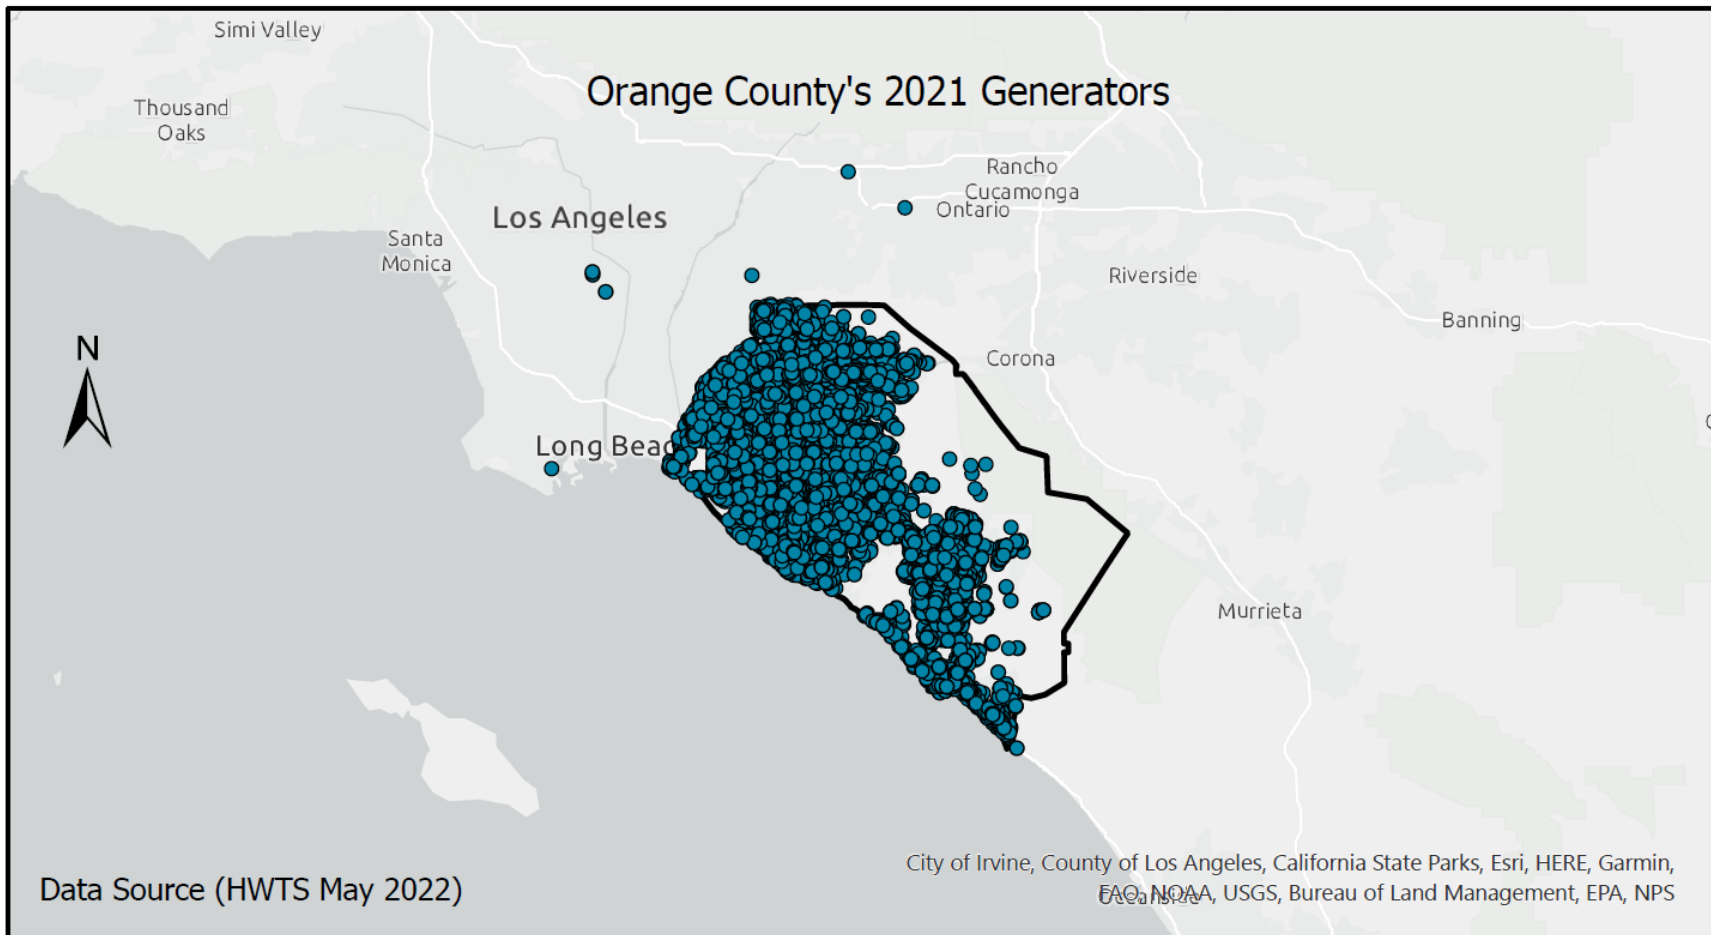 Simi Valley
Orange County's 2021 Generators
Thousand
Oaks
Rancho
Cucamonga
Ontario
Los Angeles
Santa
Monica
Riverside
Banning
N
Corona
Long Beac
Murrieta
City of Irvine, County of Los Angeles, California State Parks, Esri, HERE, Garmin,
FAO, NOAA, USGS, Bureau of Land Management, EPA, NPS
Oceanside
Data Source (HWTS May 2022)